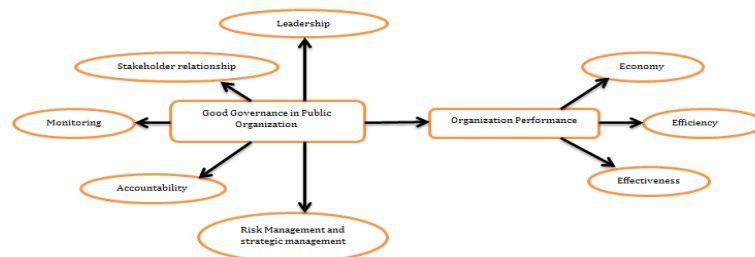 Leadership
Stakeholder relationship
Economy
Good Governance in Public
Organization
Organization Performance
Monitoring
Efficiency
Accountability
Effectiveness
Risk Management and
strategic management